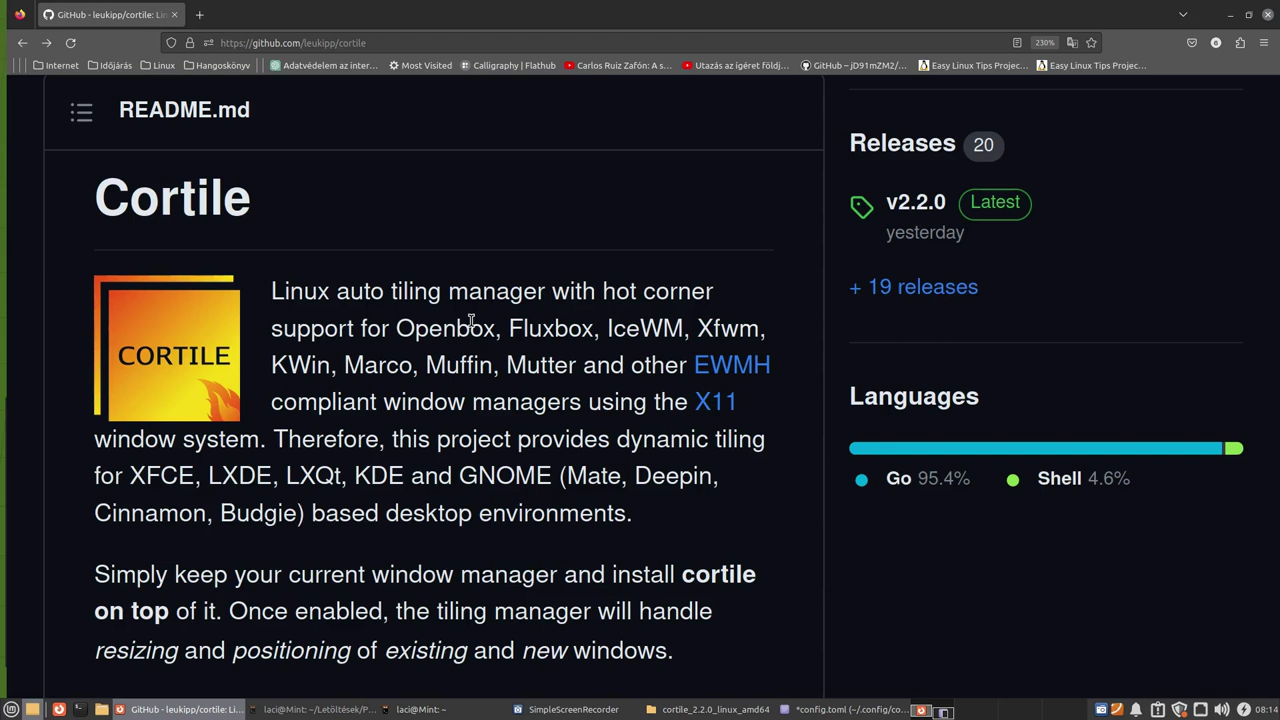 GitHub - leukipp/cortile: Lin
https://github.com/leukipp/cortile
230%
Internet
Időjárás
Linux
Hangoskönyv
Adatvédelem az inter…
Most Visited
Calligraphy | Flathub
Carlos Ruiz Zafón: A s…
Utazas az igéret földj…
GitHub – jD91mZM2/…
Easy Linux Tips Projec…
Easy Linux Tips Projec…
README.md
Cortile
CORTILE
Linux auto tiling manager with hot corner
support for Openbox, Fluxbox, IceWM, Xfwm,
KWin, Marco, Muffin, Mutter and other EWMH
compliant window managers using the X11
window system. Therefore, this project provides dynamic tiling
for XFCE, LXDE, LXQt, KDE and GNOME (Mate, Deepin,
Cinnamon, Budgie) based desktop environments.
Simply keep your current window manager and install cortile
on top of it. Once enabled, the tiling manager will handle
resizing and positioning of existing and new windows.
Releases 20
v2.2.0 Latest
yesterday
+ 19 releases
Languages
Go 95.4% Shell 4.6%
GitHub - leukipp/cortile: Li…
laci@Mint: ~/Letöltések/P…
laci@Mint: ~
SimpleScreenRecorder
cortile_2.2.0_linux_amd64
*config.toml (~/.config/co…
08:14